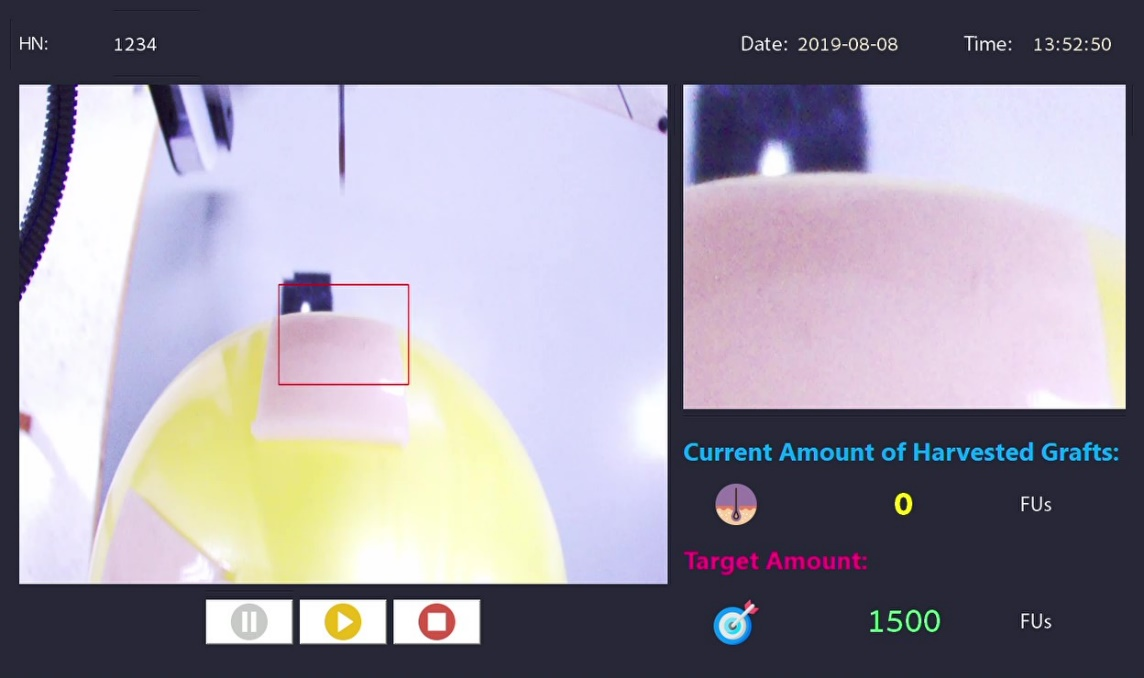 HN: 1234 Date: 2019-08-08 Time: 13:52:50
Current Amount of Harvested Grafts:
0 FUs
Target Amount:
1500 FUs